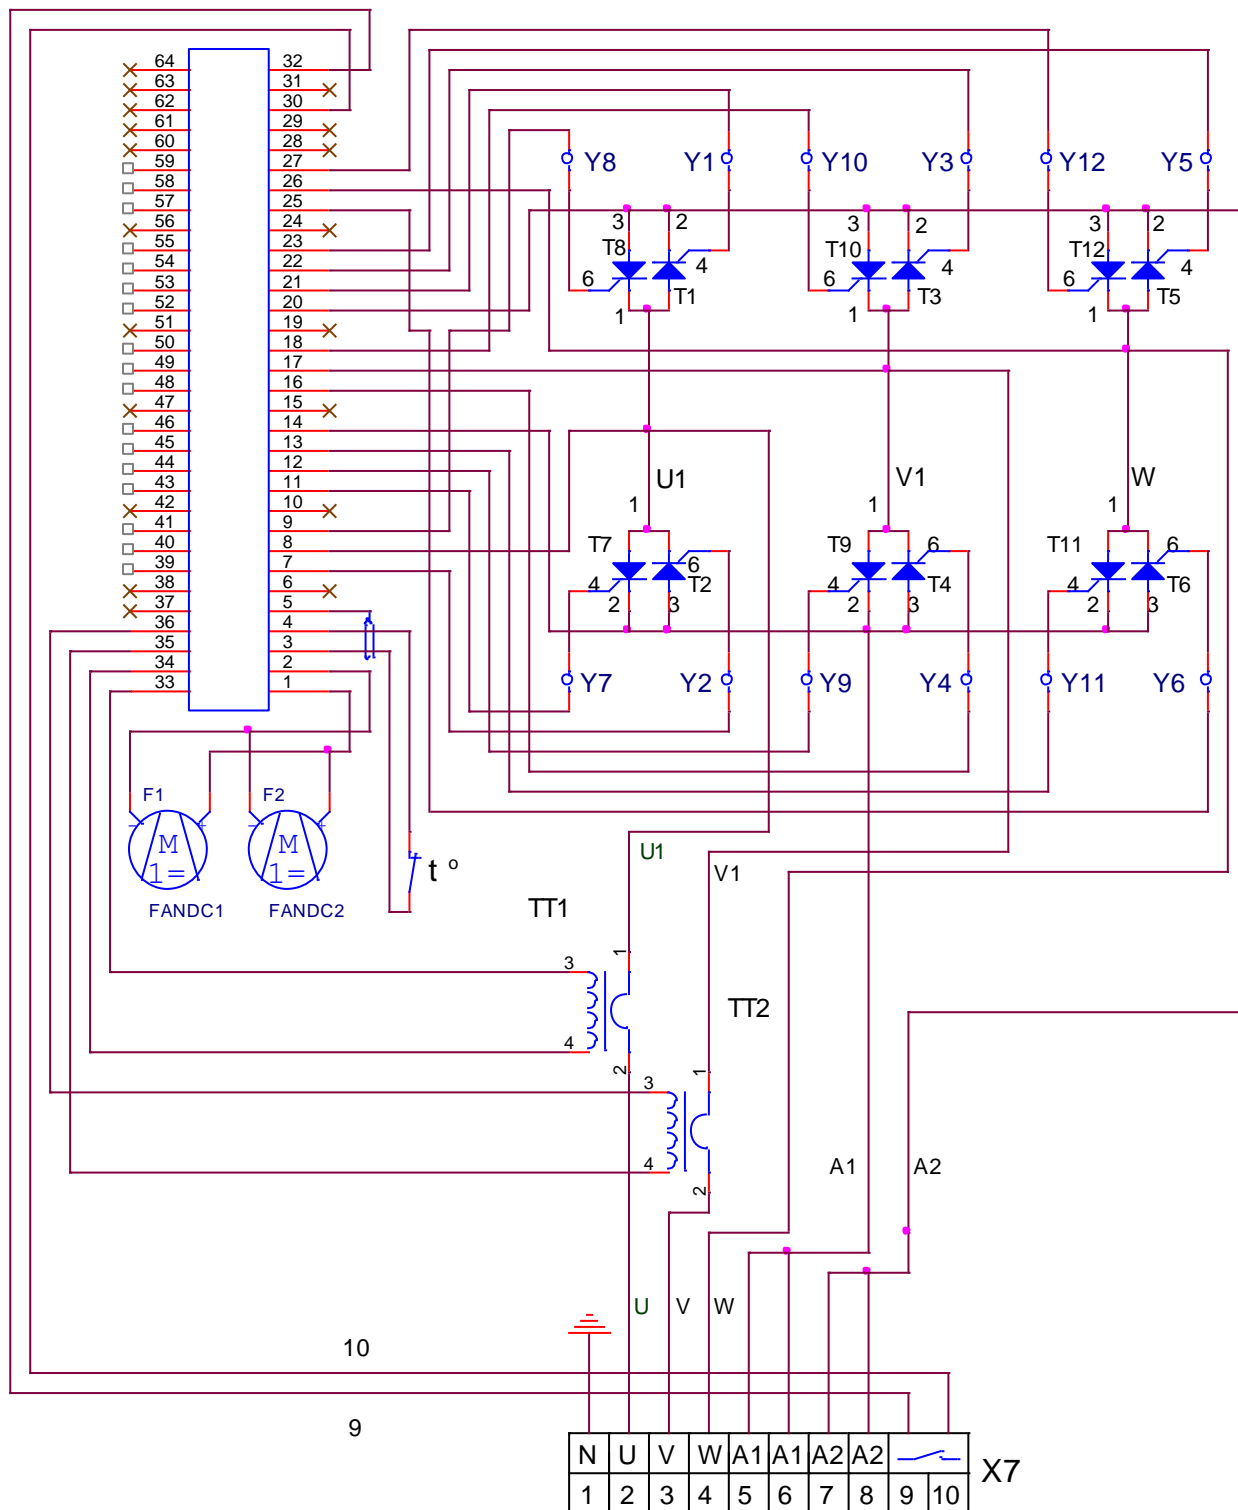 64 32
63 31
62 30
61 29
60 28
59 27
58 26
57 25
56 24
55 23
54 22
53 21
52 20
51 19
50 18
49 17
48 16
47 15
46 14
45 13
44 12
43 11
42 10
41 9
40 8
39 7
38 6
37 5
36 4
35 3
34 2
33 1
Y8 Y1 Y10 Y3 Y12 Y5
3 2 3 2 3 2
T8 T10 T12
4 4 4
6 6 6
T1 T3 T5
1 1 1
U1 V1 W
1 1 1
T7 T9 T11
6 6 6
4 4 4
T2 T4 T6
2 3 2 3 2 3
Y7 Y2 Y9 Y4 Y11 Y6
F1 F2
- + - +
M M
1= 1=
FANDC1 FANDC2
t °
U1
V1
TT1
1
3
4
2
TT2
1
3
4
2
A1 A2
U V W
10
9
N U V W A1 A1 A2 A2
X7
1 2 3 4 5 6 7 8 9 10